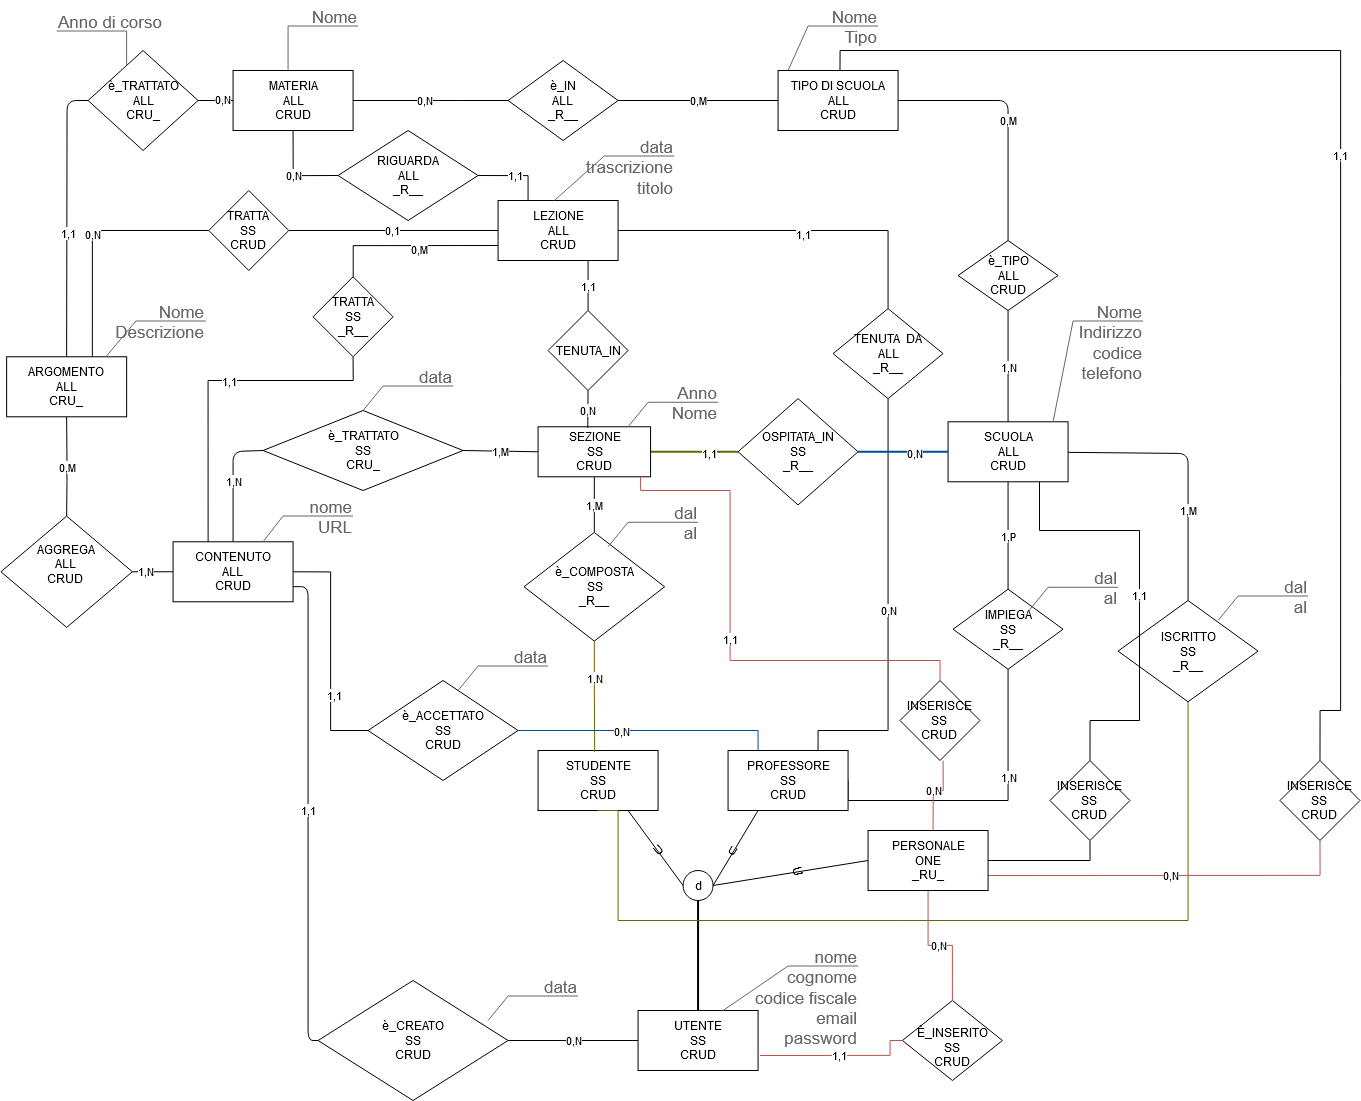 Anno di corso
Nome
Nome
Tipo
è_TRATTATO
ALL
CRU_
0,N
MATERIA
ALL
CRUD
0,N
è_IN
ALL
_R__
0,M
TIPO DI SCUOLA
ALL
CRUD
0,M
1,1
0,N
RIGUARDA
ALL
_R__
1,1
data
trascrizione
titolo
1,1
0,N
TRATTA
SS
CRUD
0,1
LEZIONE
ALL
CRUD
1,1
0,M
1,1
è_TIPO
ALL
CRUD
TRATTA
SS
_R__
TENUTA_IN
TENUTA DA
ALL
_R__
Nome
Descrizione
Nome
Indirizzo
codice
telefono
ARGOMENTO
ALL
CRU_
1,1
data
1,N
Anno
Nome
0,N
è_TRATTATO
SS
CRU_
1,M
SEZIONE
SS
CRUD
1,1
OSPITATA_IN
SS
_R__
0,N
SCUOLA
ALL
CRUD
0,M
1,N
1,M
1,M
nome
URL
dal
al
1,P
AGGREGA
ALL
CRUD
1,N
CONTENUTO
ALL
CRUD
è_COMPOSTA
SS
_R__
dal
al
1,1
dal
al
0,N
IMPIEGA
SS
_R__
ISCRITTO
SS
_R__
1,1
data
1,N
1,1
è_ACCETTATO
SS
CRUD
0,N
INSERISCE
SS
CRUD
STUDENTE
SS
CRUD
PROFESSORE
SS
CRUD
1,N
0,N
INSERISCE
SS
CRUD
INSERISCE
SS
CRUD
1,1
PERSONALE
ONE
_RU_
0,N
U
U
U
d
0,N
nome
cognome
codice fiscale
email
password
data
è_CREATO
SS
CRUD
0,N
UTENTE
SS
CRUD
1,1
È_INSERITO
SS
CRUD